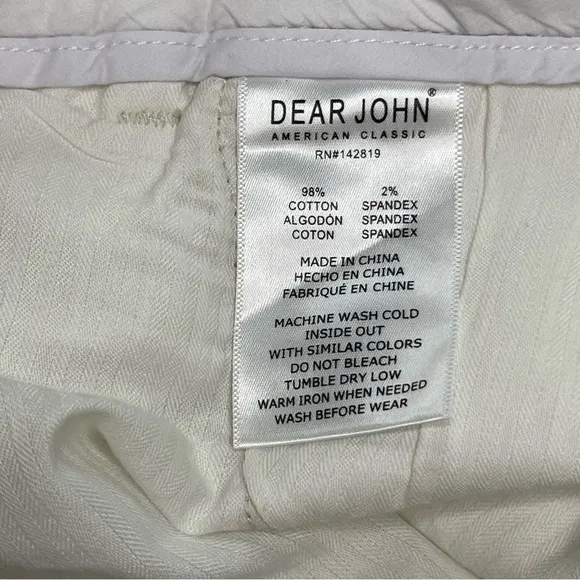 DEAR JOHN®
AMERICAN CLASSIC
RN#142819
98% 2%
COTTON SPANDEX
ALGODÓN SPANDEX
COTON SPANDEX
MADE IN CHINA
HECHO EN CHINA
FABRIQUÉ EN CHINE
MACHINE WASH COLD
INSIDE OUT
WITH SIMILAR COLORS
DO NOT BLEACH
TUMBLE DRY LOW
WARM IRON WHEN NEEDED
WASH BEFORE WEAR